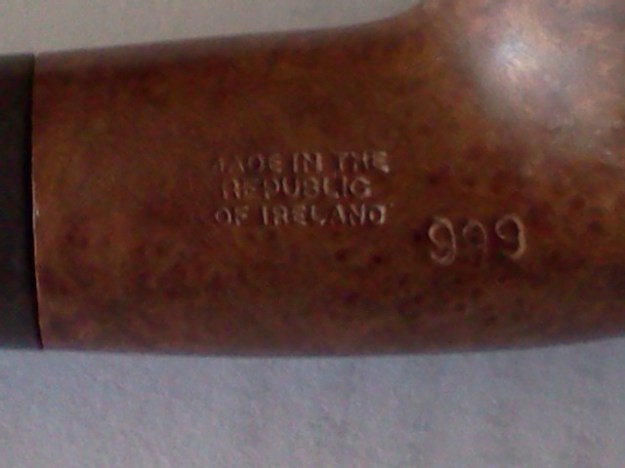 MADE IN THE
REPUBLIC
OF IRELAND
999